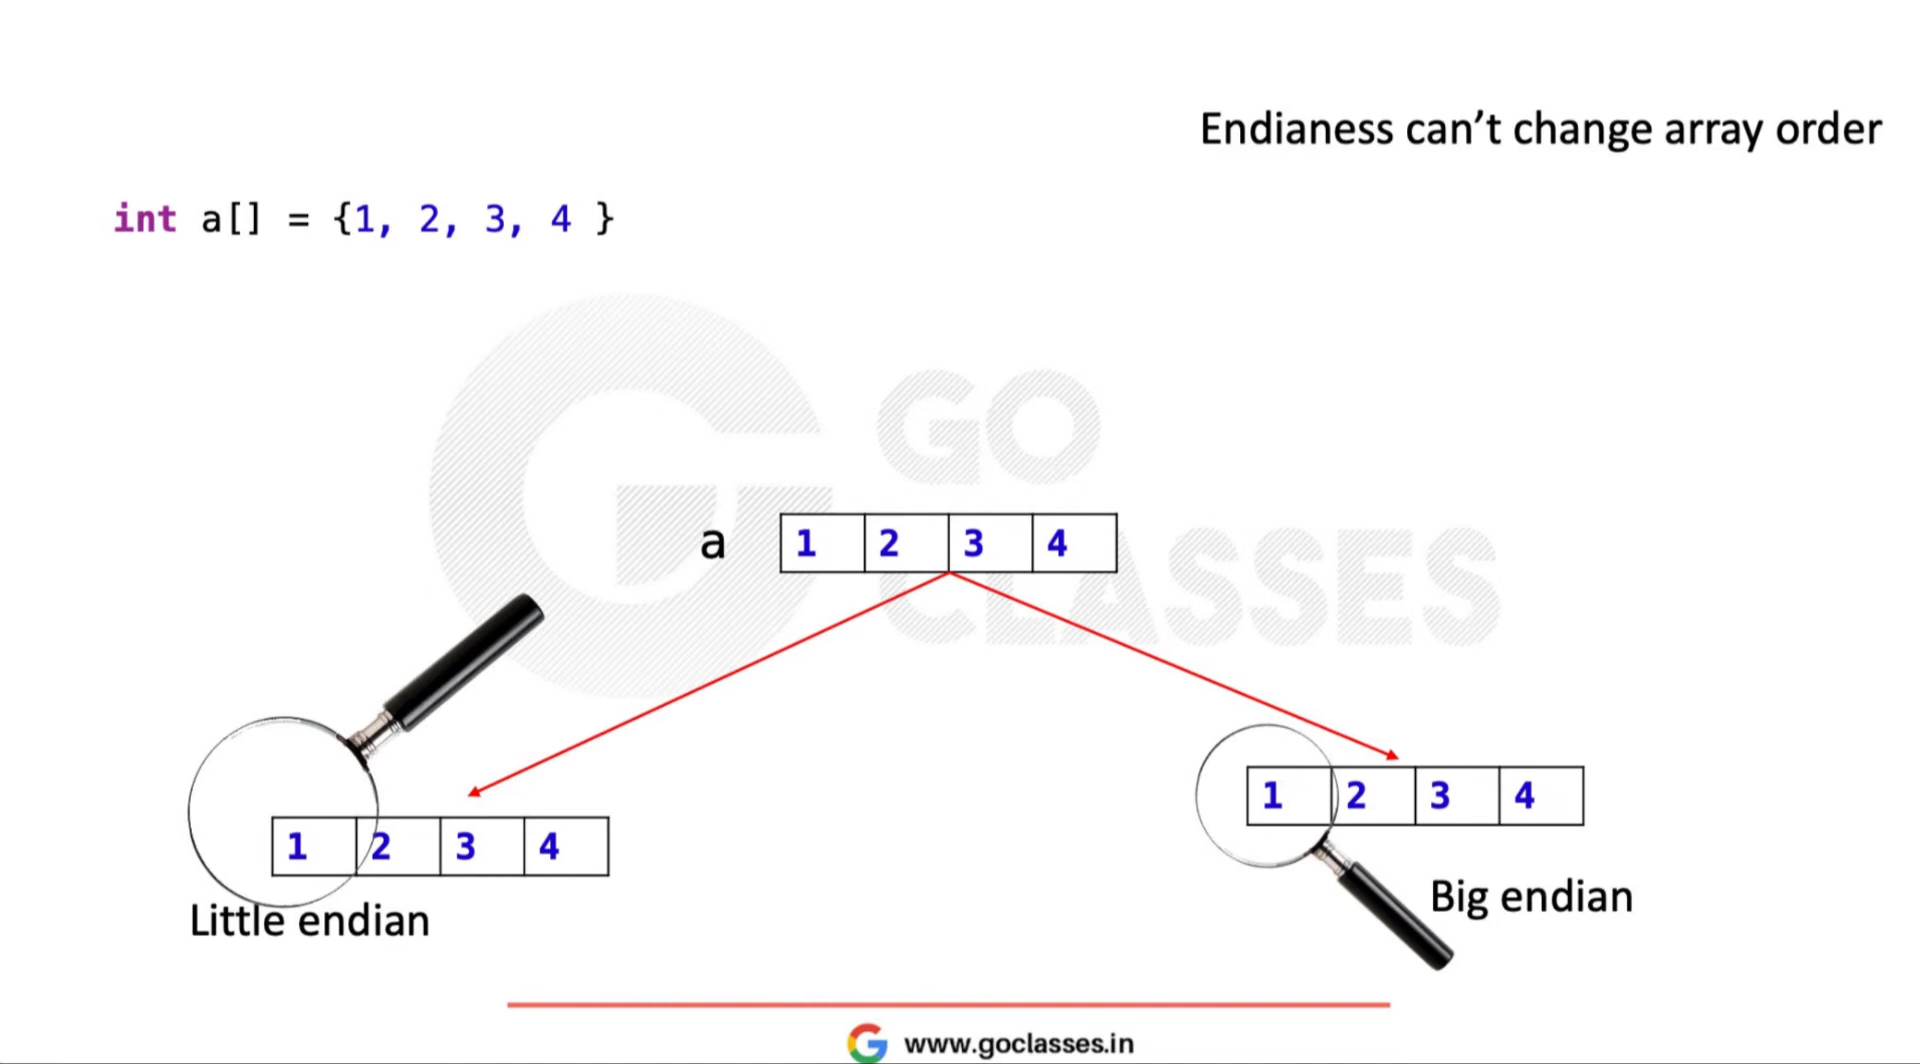 Endianess can’t change array order
int a[] = {1, 2, 3, 4 }
GO
CLASSES
a 1 2 3 4
1 2 3 4
Little endian
1 2 3 4
Big endian
www.goclasses.in